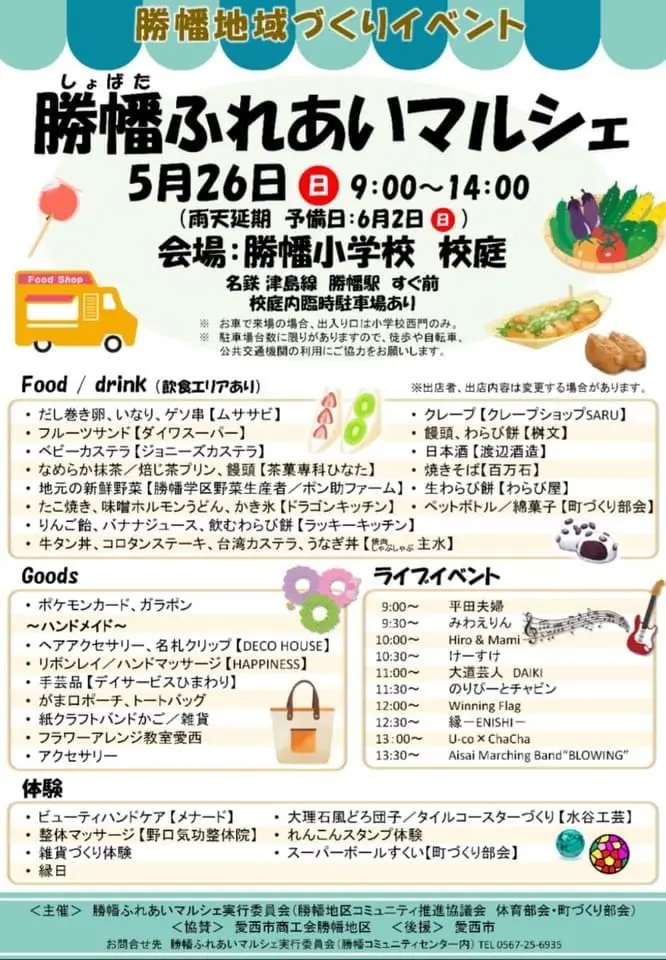 勝幡地域づくりイベント
しょばた
勝幡ふれあいマルシェ
5月26日 日 9:00～14:00
(雨天延期 予備日:6月2日 日 )
会場:勝幡小学校 校庭
名鉄 津島線 勝幡駅 すぐ前
校庭内臨時駐車場あり
※ お車で来場の場合、出入り口は小学校西門のみ。
※ 駐車場台数に限りがありますので、徒歩や自転車、
公共交通機関の利用にご協力をお願いします。
Food Shop
Food / drink (飲食エリアあり)
※出店者、出店内容は変更する場合があります。
・ だし巻き卵、いなり、ゲソ串【ムササビ】
・ フルーツサンド【ダイワスーパー】
・ ベビーカステラ【ジョニーズカステラ】
・ なめらか抹茶／焙じ茶プリン、饅頭【茶菓専科ひなた】
・ 地元の新鮮野菜【勝幡学区野菜生産者／ポン助ファーム】
・ たこ焼き、味噌ホルモンうどん、かき氷【ドラゴンキッチン】
・ りんご飴、バナナジュース、飲むわらび餅【ラッキーキッチン】
・ 牛タン丼、コロタンステーキ、台湾カステラ、うなぎ丼【焼肉しゃぶしゃぶ 主水】
・ クレープ【クレープショップSARU】
・ 饅頭、わらび餅【桝文】
・ 日本酒【渡辺酒造】
・ 焼きそば【百万石】
・ 生わらび餅【わらび屋】
・ ペットボトル／綿菓子【町づくり部会】
Goods
・ ポケモンカード、ガラポン
～ハンドメイド～
・ ヘアアクセサリー、名札クリップ【DECO HOUSE】
・ リボンレイ／ハンドマッサージ【HAPPINESS】
・ 手芸品【デイサービスひまわり】
・ がま口ポーチ、トートバッグ
・ 紙クラフトバンドかご／雑貨
・ フラワーアレンジ教室愛西
・ アクセサリー
ライブイベント
9:00～ 平田夫婦
9:30～ みわえりん
10:00～ Hiro & Mami
10:30～ けーすけ
11:00～ 大道芸人 DAIKI
11:30～ のりぴーとチャビン
12:00～ Winning Flag
12:30～ 縁－ENISHI－
13:00～ U-co×ChaCha
13:30～ Aisai Marching Band"BLOWING"
体験
・ ビューティハンドケア【メナード】
・ 整体マッサージ【野口気功整体院】
・ 雑貨づくり体験
・ 縁日
・ 大理石風どろ団子／タイルコースターづくり【水谷工芸】
・ れんこんスタンプ体験
・ スーパーボールすくい【町づくり部会】
＜主催＞ 勝幡ふれあいマルシェ実行委員会(勝幡地区コミュニティ推進協議会 体育部会・町づくり部会)
＜協賛＞ 愛西市商工会勝幡地区 ＜後援＞ 愛西市
お問合せ先 勝幡ふれあいマルシェ実行委員会(勝幡コミュニティセンター内) TEL 0567-25-6935